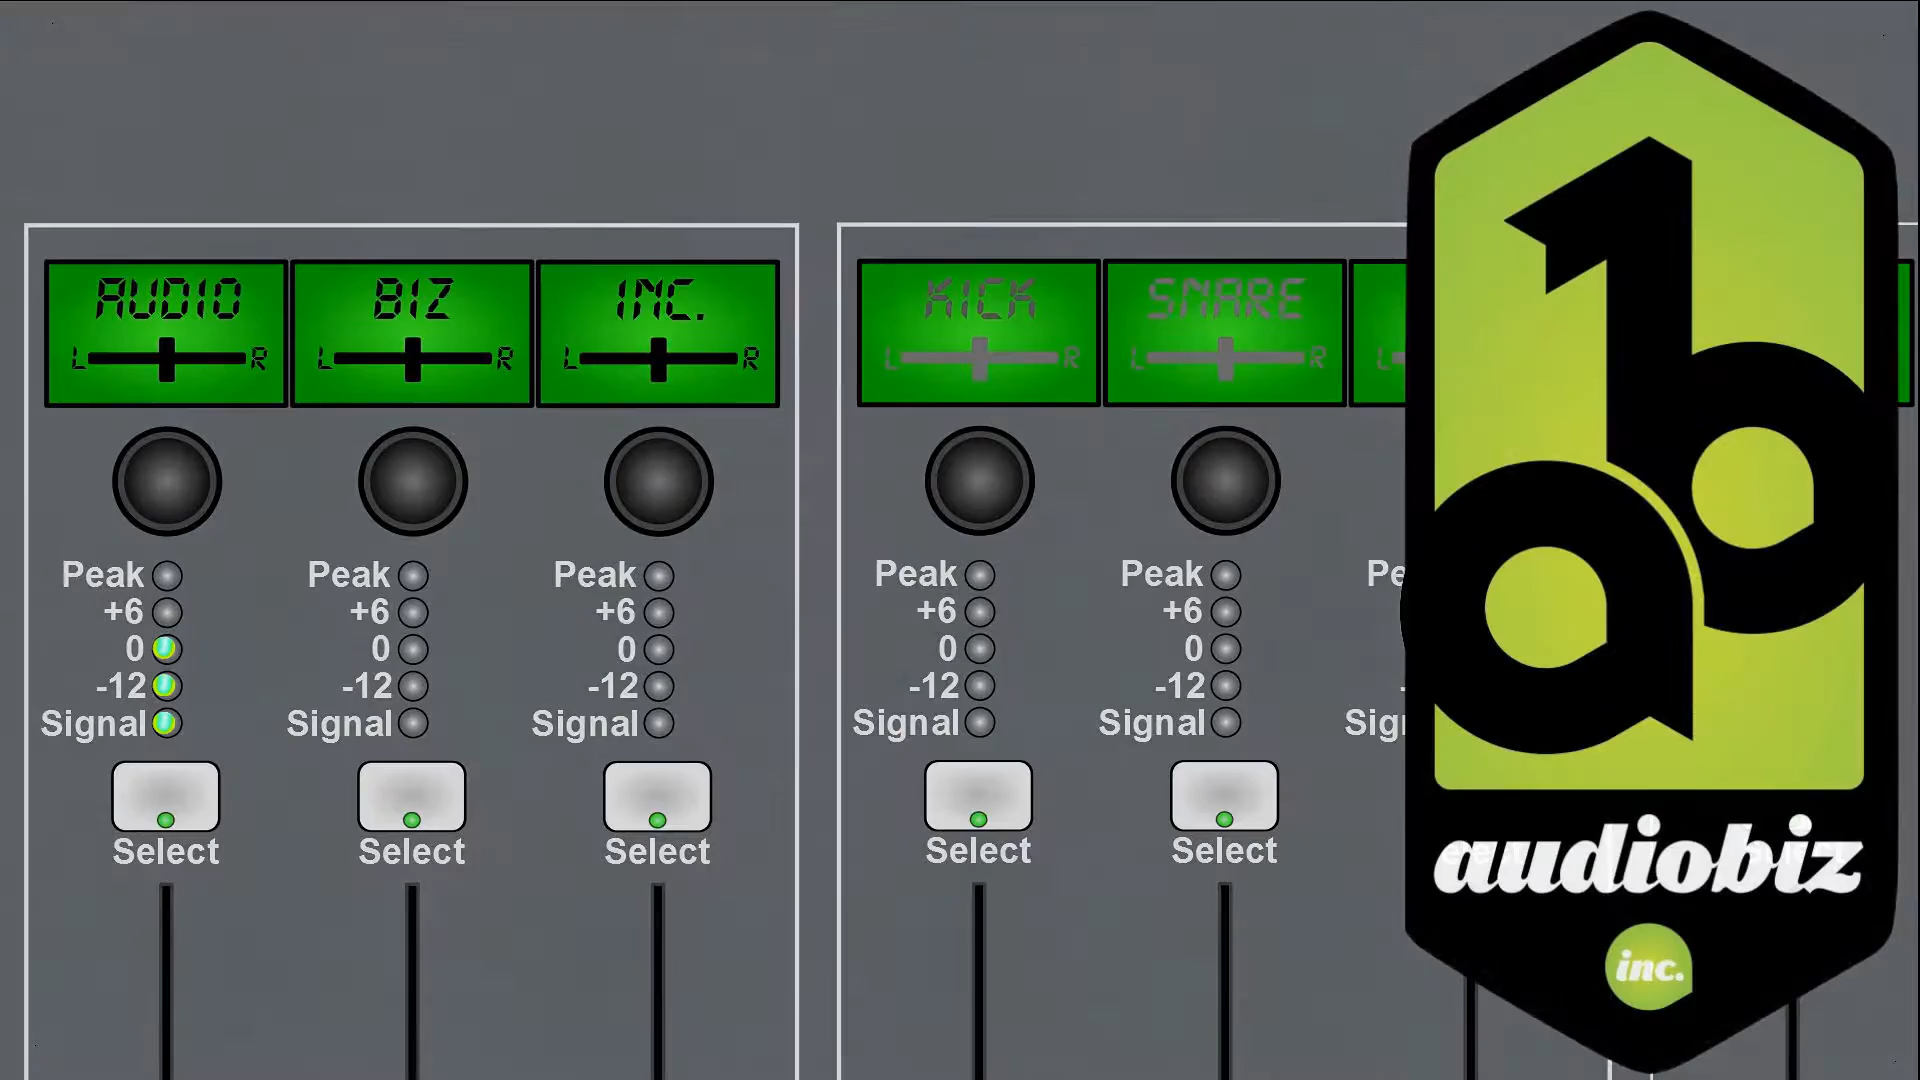 AUDIO BIZ INC. KICK SNARE
L R L R L R L R L R L
Peak Peak Peak Peak Peak
+6 +6 +6 +6 +6
0 0 0 0 0
-12 -12 -12 -12 -12
Signal Signal Signal Signal Signal
Select Select Select Select Select
ab
audiobiz
inc.